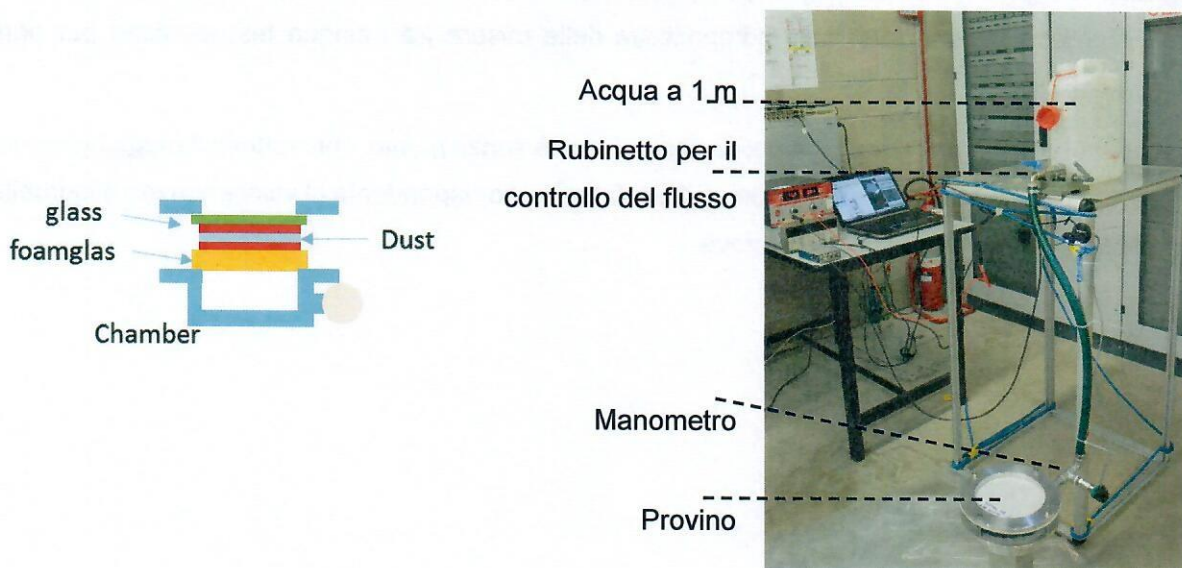 Acqua a 1 m
Rubinetto per il
controllo del flusso
glass
foamglas
Dust
Chamber
Manometro
Provino